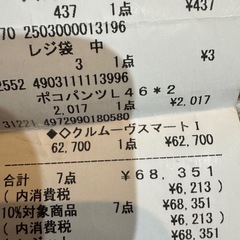 437 1点 ¥437
70 2503000013196
レジ袋 中
3 1点 ¥3
2552 4903111113996
ポコパンツL46*2
2,017 1点 ¥2,017
31221 4972990180580
◆◇クルムーヴスマートI
62,700 1点 ¥62,700
合計 7点 ¥68,351
(内消費税 ¥6,213)
10%対象商品 ¥68,351
(内消費税 ¥6,213)
7点 ¥68,351